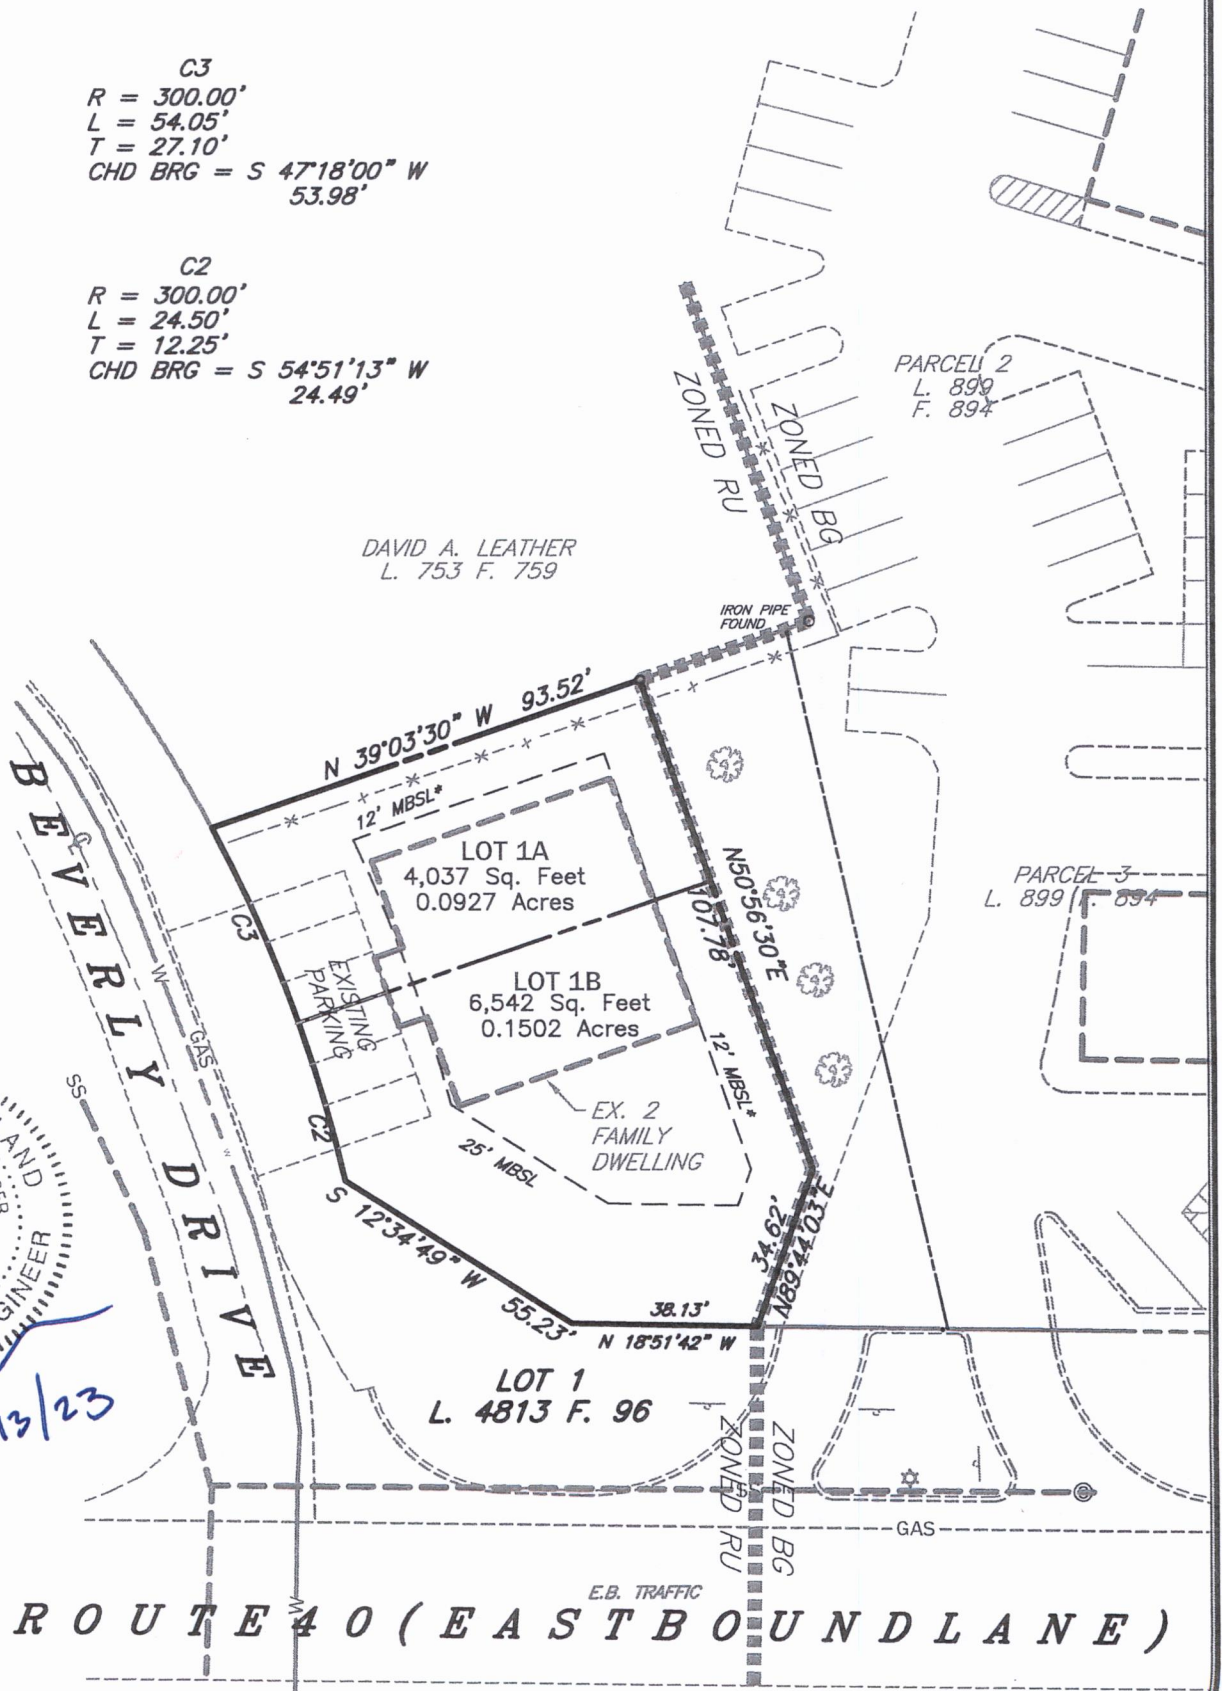 C3
R = 300.00'
L = 54.05'
T = 27.10'
CHD BRG = S 47°18'00" W
53.98'
C2
R = 300.00'
L = 24.50'
T = 12.25'
CHD BRG = S 54°51'13" W
24.49'
PARCEL 2
L. 899
F. 894
ZONED RU
ZONED BG
DAVID A. LEATHER
L. 753 F. 759
IRON PIPE
FOUND
N 39°03'30" W 93.52'
12' MBSL*
LOT 1A
4,037 Sq. Feet
0.0927 Acres
N50°56'30"E
107.78'
PARCEL 3
L. 899 F. 894
BEVERLY DRIVE
C3
EXISTING
PARKING
LOT 1B
6,542 Sq. Feet
0.1502 Acres
W
GAS
SS
W
12' MBSL*
EX. 2
FAMILY
DWELLING
25' MBSL
C2
AND
GINEER
S 12°34'49" W 55.23'
34.62'
N89°44'03"E
38.13'
N 18°51'42" W
LOT 1
L. 4813 F. 96
13/23
ZONED RU
ZONED BG
GAS
E.B. TRAFFIC
W
ROUTE 40 (EASTBOUND LANE)